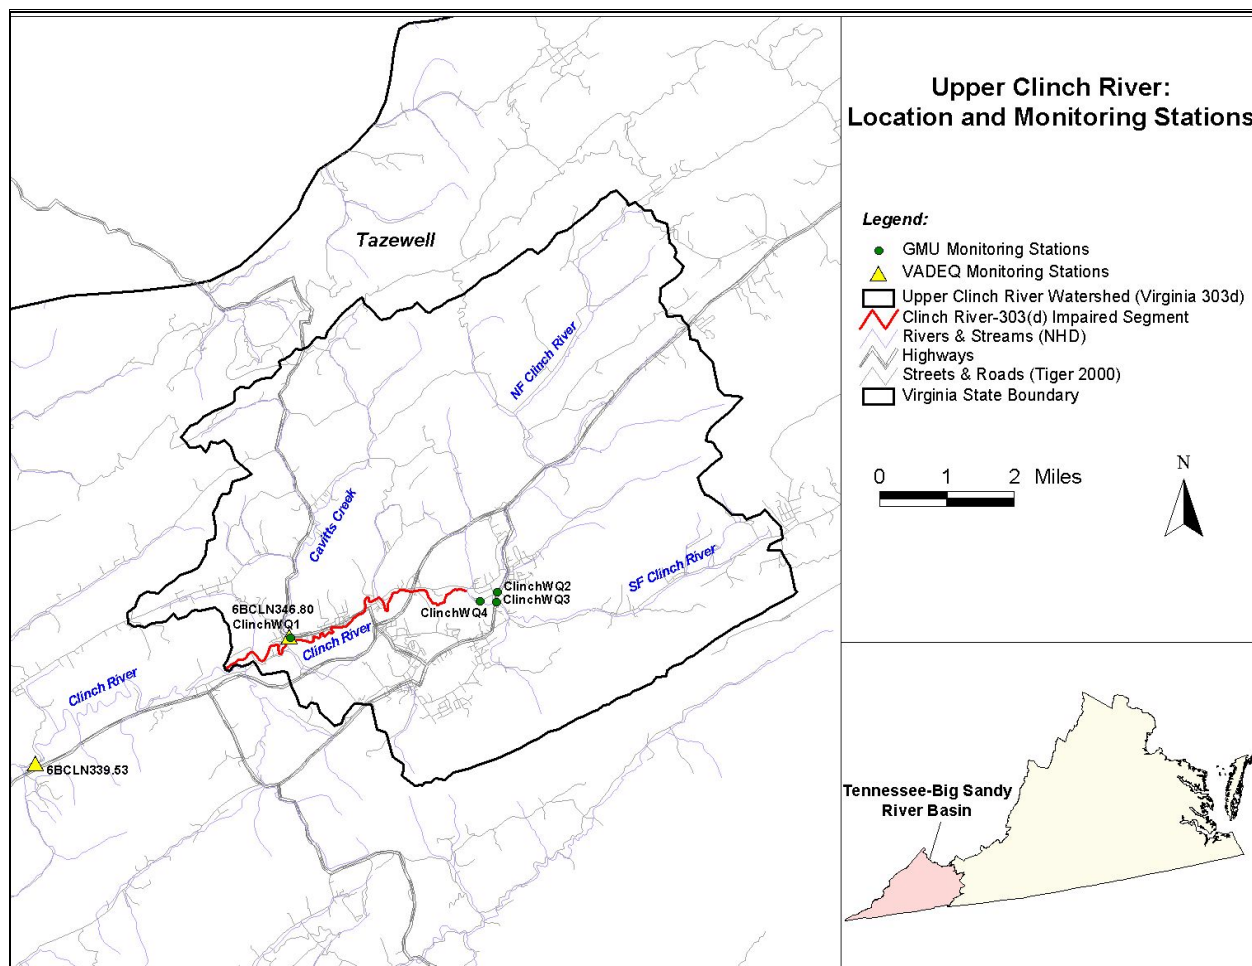 Upper Clinch River:
Location and Monitoring Stations
Legend:
GMU Monitoring Stations
VADEQ Monitoring Stations
Upper Clinch River Watershed (Virginia 303d)
Clinch River-303(d) Impaired Segment
Rivers & Streams (NHD)
Highways
Streets & Roads (Tiger 2000)
Virginia State Boundary
0 1 2 Miles
N
Tazewell
NF Clinch River
Cavitts Creek
SF Clinch River
ClinchWQ2
ClinchWQ3
ClinchWQ4
6BCLN346.80
ClinchWQ1
Clinch River
Clinch River
6BCLN339.53
Tennessee-Big Sandy
River Basin